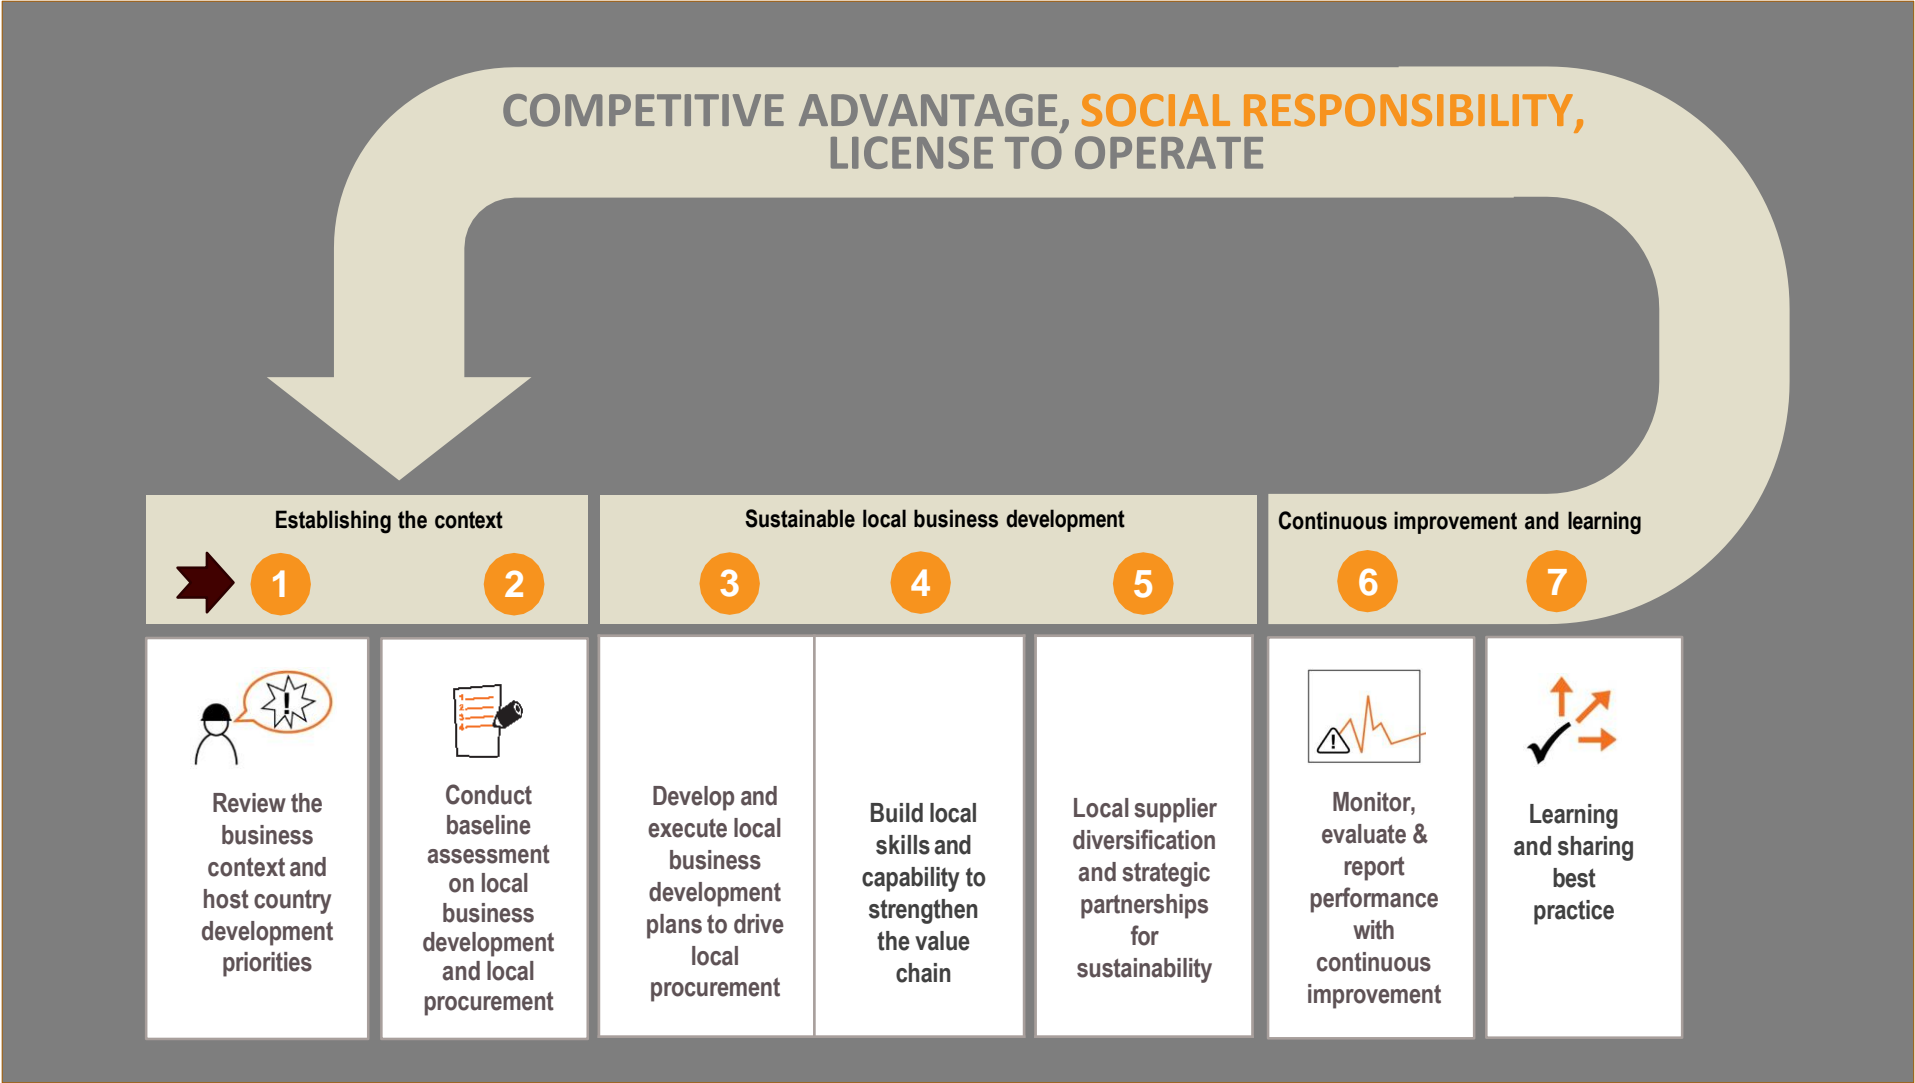 COMPETITIVE ADVANTAGE, SOCIAL RESPONSIBILITY,
LICENSE TO OPERATE
Establishing the context
1
2
Sustainable local business development
3
4
5
Continuous improvement and learning
6
7
!
Review the
business
context and
host country
development
priorities
1
2
3
4
Conduct
baseline
assessment
on local
business
development
and local
procurement
Develop and
execute local
business
development
plans to drive
local
procurement
Build local
skills and
capability to
strengthen
the value
chain
Local supplier
diversification
and strategic
partnerships
for
sustainability
!
Monitor,
evaluate &
report
performance
with
continuous
improvement
Learning
and sharing
best
practice